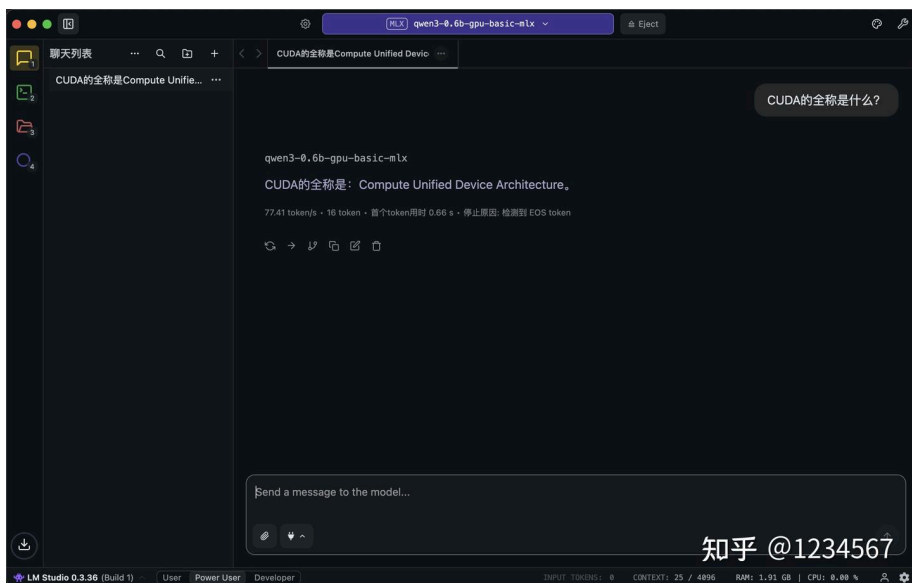 MLX qwen3-0.6b-gpu-basic-mlx
Eject
1
2
3
4
聊天列表
CUDA的全称是Compute Unifie...
CUDA的全称是Compute Unified Devic
CUDA的全称是什么?
qwen3-0.6b-gpu-basic-mlx
CUDA的全称是：Compute Unified Device Architecture。
77.41 token/s • 16 token • 首个token用时 0.66 s • 停止原因: 检测到 EOS token
Send a message to the model...
知乎 @1234567
LM Studio 0.3.36 (Build 1) User Power User Developer INPUT TOKENS: 0 CONTEXT: 25 / 4096 RAM: 1.91 GB | CPU: 0.00 %